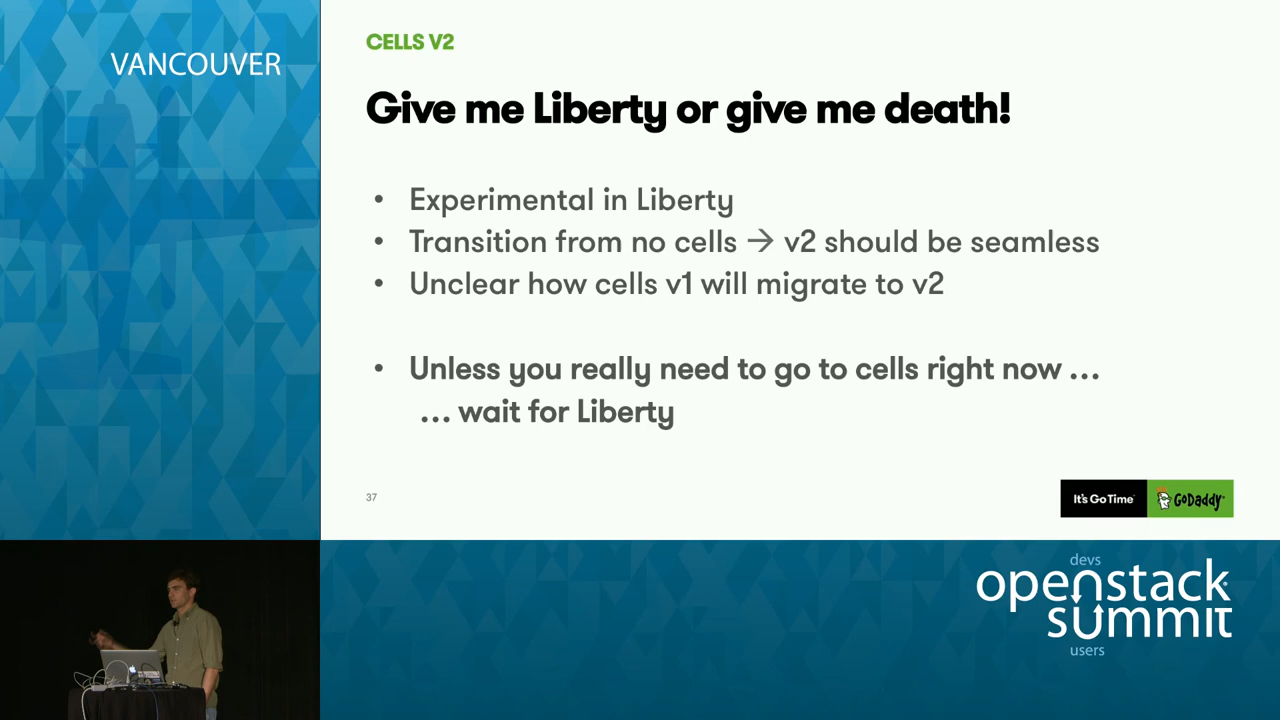 VANCOUVER
CELLS V2
Give me Liberty or give me death!
• Experimental in Liberty
• Transition from no cells → v2 should be seamless
• Unclear how cells v1 will migrate to v2
• Unless you really need to go to cells right now ...
... wait for Liberty
37
It's Go Time
GoDaddy
devs
openstack
summit
users